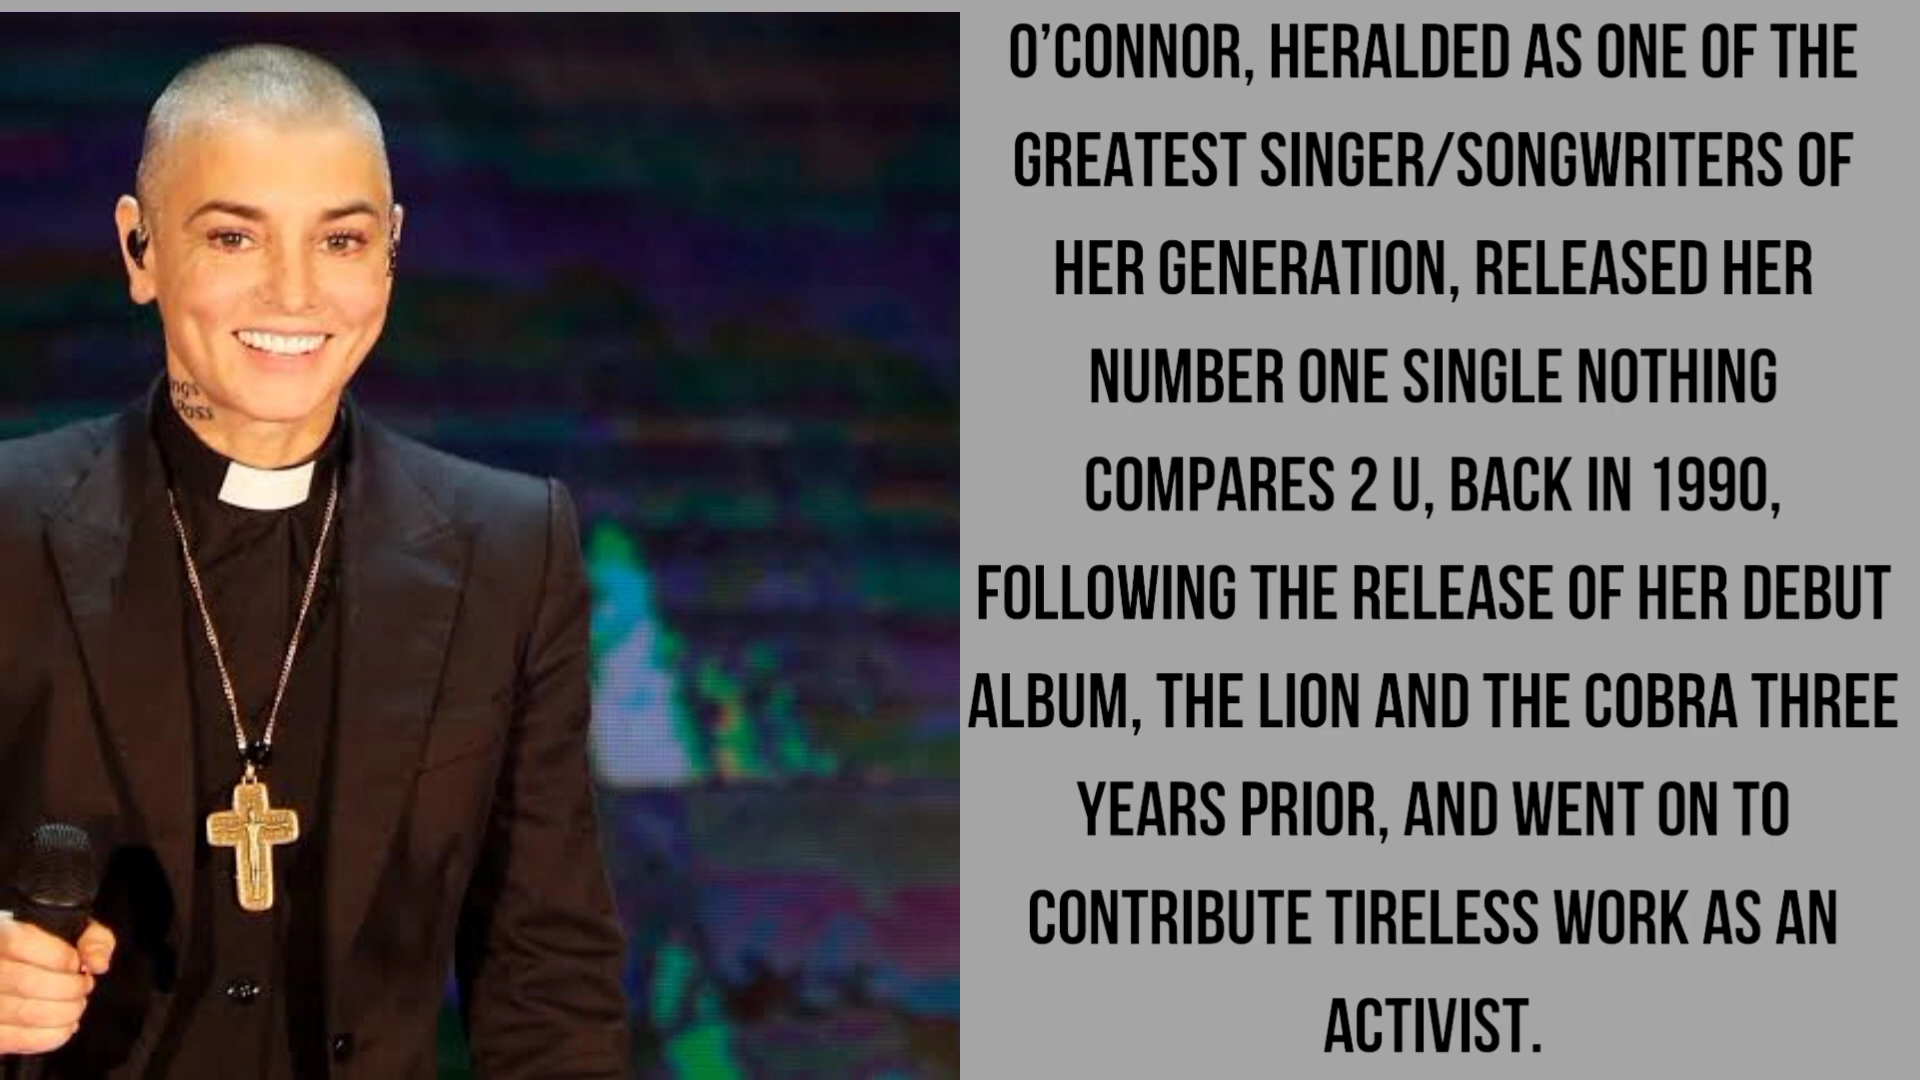 O'CONNOR, HERALDED AS ONE OF THE
GREATEST SINGER/SONGWRITERS OF
HER GENERATION, RELEASED HER
NUMBER ONE SINGLE NOTHING
COMPARES 2 U, BACK IN 1990,
FOLLOWING THE RELEASE OF HER DEBUT
ALBUM, THE LION AND THE COBRA THREE
YEARS PRIOR, AND WENT ON TO
CONTRIBUTE TIRELESS WORK AS AN
ACTIVIST.